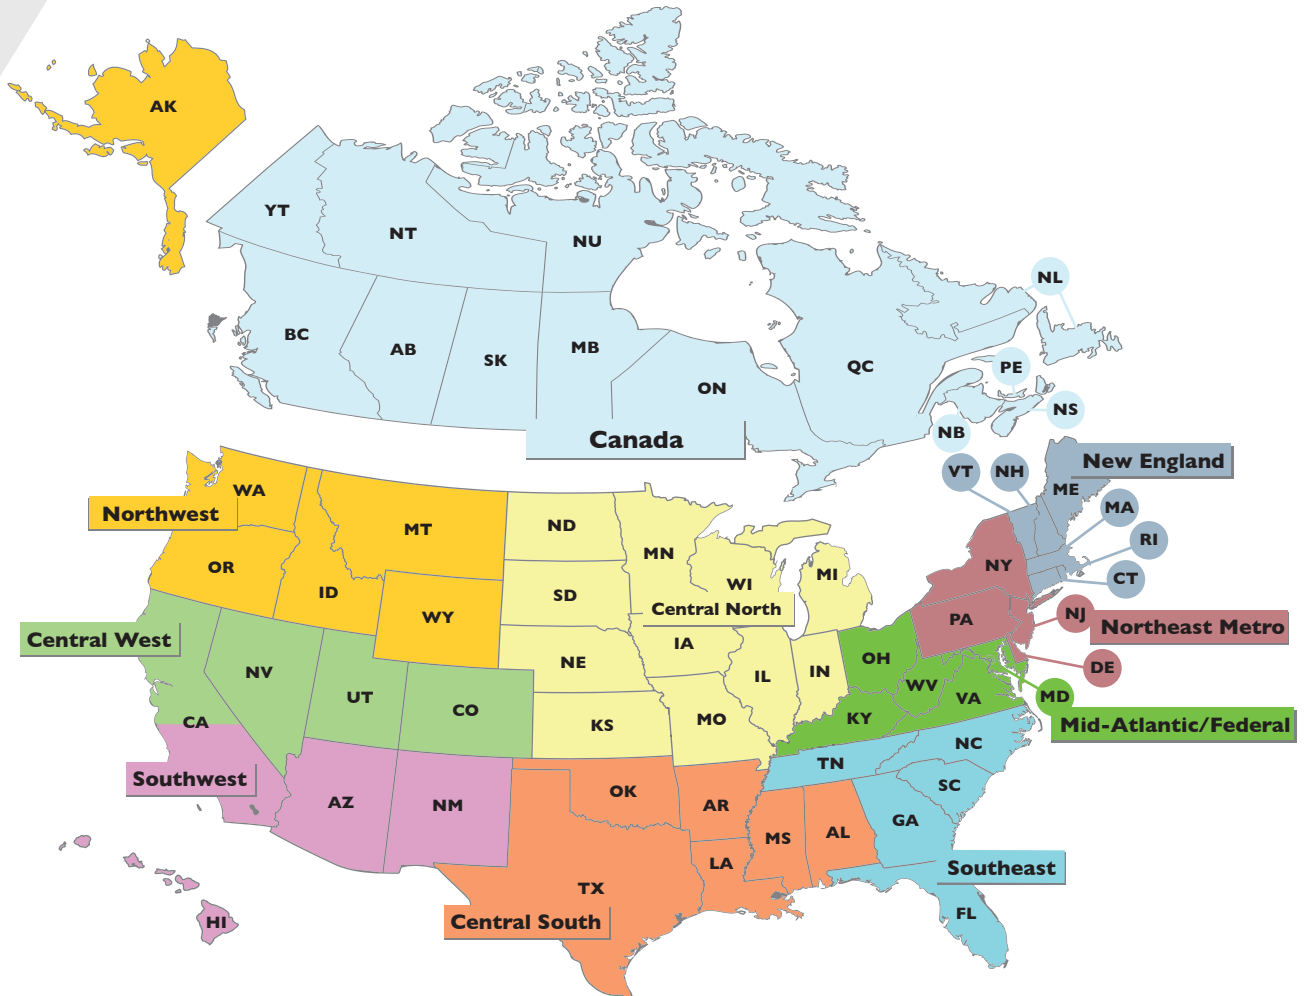 AK
YT
NT
NU
NL
BC
AB
SK
MB
ON
QC
PE
NS
NB
Canada
New England
VT
NH
ME
MA
RI
CT
WA
Northwest
MT
OR
ID
WY
ND
MN
SD
WI
MI
Central North
NE
IA
IL
IN
KS
MO
NY
PA
NJ
Northeast Metro
DE
OH
WV
VA
KY
MD
Mid-Atlantic/Federal
Central West
NV
UT
CO
CA
Southwest
AZ
NM
HI
OK
AR
TX
LA
MS
AL
Central South
TN
NC
SC
GA
Southeast
FL